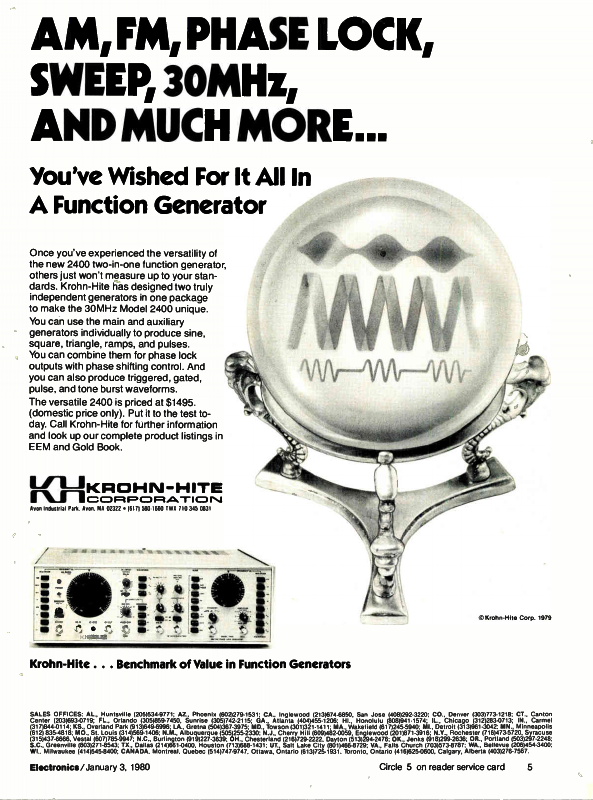 AM, FM, PHASE LOCK,
SWEEP, 30MHz,
AND MUCH MORE...
You've Wished For It All In
A Function Generator
Once you've experienced the versatility of
the new 2400 two-in-one function generator,
others just won't measure up to your stan-
dards. Krohn-Hite has designed two truly
independent generators in one package
to make the 30MHz Model 2400 unique.
You can use the main and auxiliary
generators individually to produce sine,
square, triangle, ramps, and pulses.
You can combine them for phase lock
outputs with phase shifting control. And
you can also produce triggered, gated,
pulse, and tone burst waveforms.
The versatile 2400 is priced at $1495.
(domestic price only). Put it to the test to-
day. Call Krohn-Hite for further information
and look up our complete product listings in
EEM and Gold Book.
KH KROHN-HITE
CORPORATION
Avon Industrial Park, Avon, MA 02322 • (617) 580-1660 TWX 710 345 0831
© Krohn-Hite Corp. 1979
Krohn-Hite . . . Benchmark of Value in Function Generators
SALES OFFICES: AL., Huntsville (205)534-9771; AZ., Phoenix (602)279-1531; CA., Inglewood (213)674-6850, San Jose (408)292-3220; CO., Denver (303)773-1218; CT., Canton
Center (203)693-0719; FL., Orlando (305)859-7450, Sunrise (305)742-2115; GA., Atlanta (404)455-1206; HI., Honolulu (808)941-1574; IL., Chicago (312)283-0713; IN., Carmel
(317)844-0114; KS., Overland Park (913)649-6996; LA., Gretna (504)367-3975; MD., Towson (301)321-1411; MA., Wakefield (617)245-5940; MI., Detroit (313)961-3042; MN., Minneapolis
(612) 835-4818; MO., St. Louis (314)569-1406; N.M., Albuquerque (505)255-2330; N.J., Cherry Hill (609)482-0059, Englewood (201)871-3916; N.Y., Rochester (716)473-5720, Syracuse
(315)437-6666, Vestal (607)785-9947; N.C., Burlington (919)227-3639; OH., Chesterland (216)729-2222, Dayton (513)294-2476; OK., Jenks (918)299-2636; OR., Portland (503)297-2248;
S.C., Greenville (803)271-8543; TX., Dallas (214)661-0400, Houston (713)688-1431; UT., Salt Lake City (801)466-8729; VA., Falls Church (703)573-8787; WA., Bellevue (206)454-3400;
WI., Milwaukee (414)545-8400; CANADA, Montreal, Quebec (514)747-9747, Ottawa, Ontario (613)725-1931, Toronto, Ontario (416)625-0600, Calgary, Alberta (403)276-7567.
Electronics / January 3, 1980
Circle 5 on reader service card 5